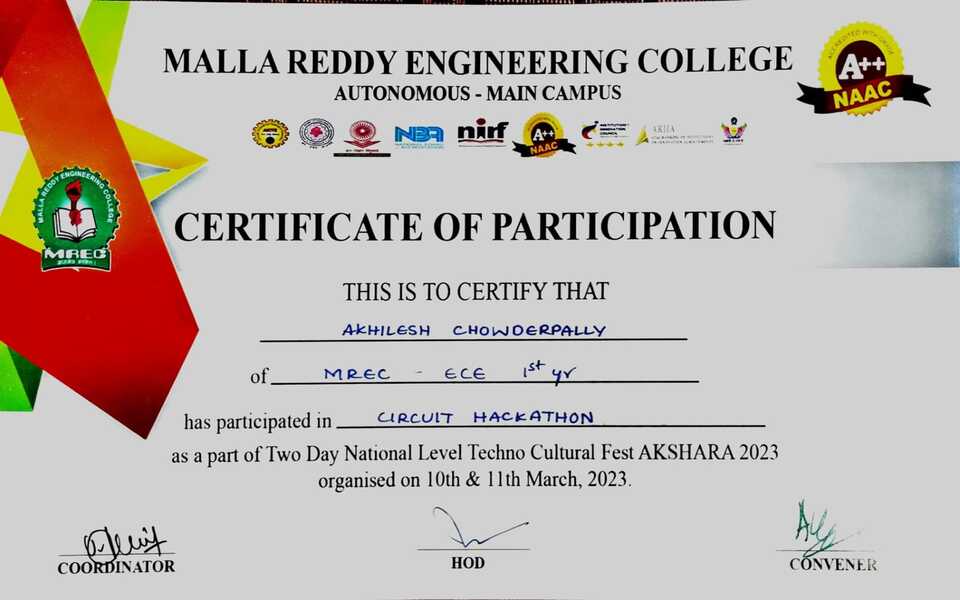 MALLA REDDY ENGINEERING COLLEGE
AUTONOMOUS - MAIN CAMPUS
ACCREDITED WITH GRADE
A++
NAAC
NBA
nirf
A++
NAAC
ARIIA
MALLA REDDY ENGINEERING COLLEGE
MREC
CERTIFICATE OF PARTICIPATION
THIS IS TO CERTIFY THAT
AKHILESH CHOWDERPALLY
of MREC - ECE 1st yr
has participated in CIRCUIT HACKATHON
as a part of Two Day National Level Techno Cultural Fest AKSHARA 2023
organised on 10th & 11th March, 2023.
COORDINATOR
HOD
CONVENER